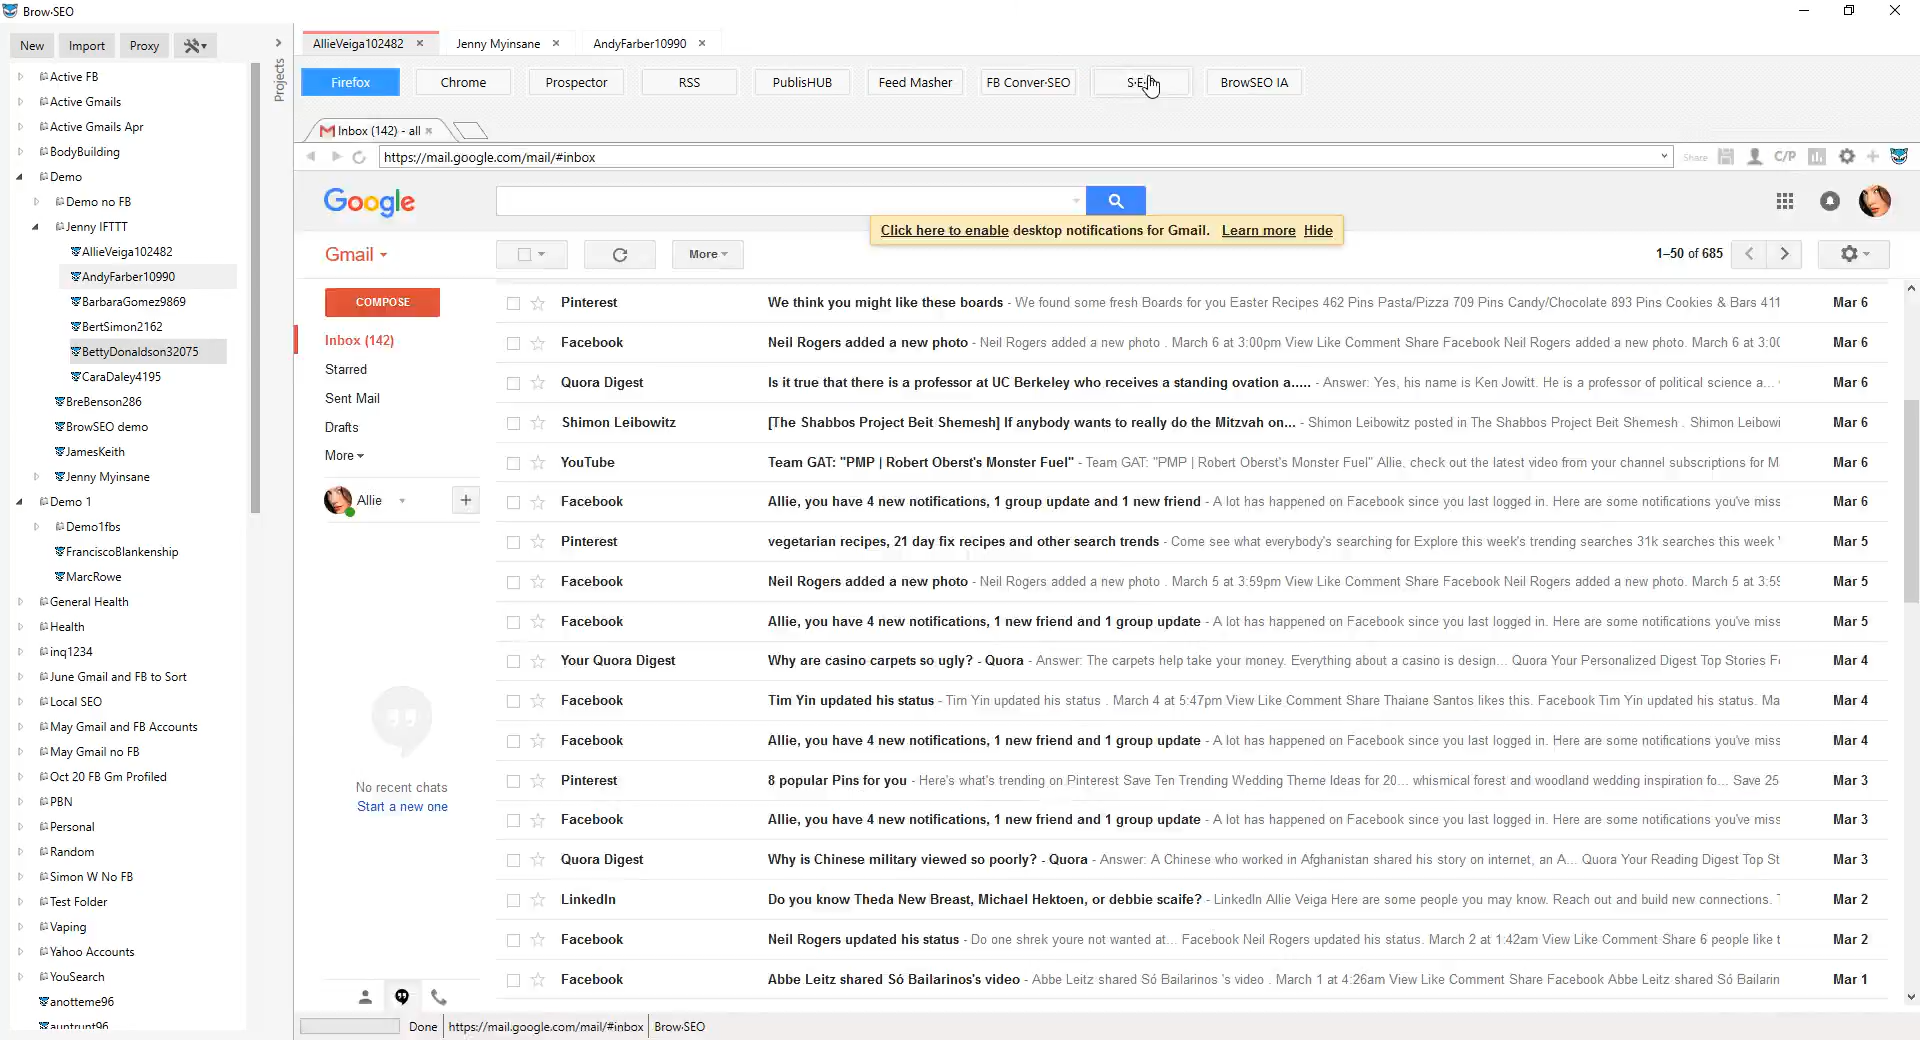 Brow·SEO
New Import Proxy
Projects
AllieVeiga102482 Jenny Myinsane AndyFarber10990
Firefox Chrome Prospector RSS PublisHUB Feed Masher FB Conver·SEO BrowSEO IA
Inbox (142) - all
https://mail.google.com/mail/#inbox Share C/P
Active FB
Active Gmails
Active Gmails Apr
BodyBuilding
Demo
Demo no FB
Jenny IFTTT
AllieVeiga102482
AndyFarber10990
BarbaraGomez9869
BertSimon2162
BettyDonaldson32075
CaraDaley4195
BreBenson286
BrowSEO demo
JamesKeith
Jenny Myinsane
Demo 1
Demo1fbs
FranciscoBlankenship
MarcRowe
General Health
Health
inq1234
June Gmail and FB to Sort
Local SEO
May Gmail and FB Accounts
May Gmail no FB
Oct 20 FB Gm Profiled
PBN
Personal
Random
Simon W No FB
Test Folder
Vaping
Yahoo Accounts
YouSearch
anotteme96
auntrunt96
Google
Click here to enable desktop notifications for Gmail. Learn more Hide
Gmail More 1–50 of 685
COMPOSE
Inbox (142)
Starred
Sent Mail
Drafts
More
Allie
No recent chats
Start a new one
Pinterest We think you might like these boards - We found some fresh Boards for you Easter Recipes 462 Pins Pasta/Pizza 709 Pins Candy/Chocolate 893 Pins Cookies & Bars 411 Mar 6
Facebook Neil Rogers added a new photo - Neil Rogers added a new photo . March 6 at 3:00pm View Like Comment Share Facebook Neil Rogers added a new photo. March 6 at 3:00 Mar 6
Quora Digest Is it true that there is a professor at UC Berkeley who receives a standing ovation a..... - Answer: Yes, his name is Ken Jowitt. He is a professor of political science a... Mar 6
Shimon Leibowitz [The Shabbos Project Beit Shemesh] If anybody wants to really do the Mitzvah on... - Shimon Leibowitz posted in The Shabbos Project Beit Shemesh . Shimon Leibowi Mar 6
YouTube Team GAT: "PMP | Robert Oberst's Monster Fuel" - Team GAT: "PMP | Robert Oberst's Monster Fuel" Allie, check out the latest video from your channel subscriptions for M Mar 6
Facebook Allie, you have 4 new notifications, 1 group update and 1 new friend - A lot has happened on Facebook since you last logged in. Here are some notifications you've miss Mar 6
Pinterest vegetarian recipes, 21 day fix recipes and other search trends - Come see what everybody's searching for Explore this week's trending searches 31k searches this week Mar 5
Facebook Neil Rogers added a new photo - Neil Rogers added a new photo . March 5 at 3:59pm View Like Comment Share Facebook Neil Rogers added a new photo. March 5 at 3:59 Mar 5
Facebook Allie, you have 4 new notifications, 1 new friend and 1 group update - A lot has happened on Facebook since you last logged in. Here are some notifications you've miss Mar 5
Your Quora Digest Why are casino carpets so ugly? - Quora - Answer: The carpets help take your money. Everything about a casino is design... Quora Your Personalized Digest Top Stories Mar 4
Facebook Tim Yin updated his status - Tim Yin updated his status . March 4 at 5:47pm View Like Comment Share Thaiane Santos likes this. Facebook Tim Yin updated his status. Ma Mar 4
Facebook Allie, you have 4 new notifications, 1 new friend and 1 group update - A lot has happened on Facebook since you last logged in. Here are some notifications you've miss Mar 4
Pinterest 8 popular Pins for you - Here's what's trending on Pinterest Save Ten Trending Wedding Theme Ideas for 20... whismical forest and woodland wedding inspiration fo... Save 25 Mar 3
Facebook Allie, you have 4 new notifications, 1 new friend and 1 group update - A lot has happened on Facebook since you last logged in. Here are some notifications you've miss Mar 3
Quora Digest Why is Chinese military viewed so poorly? - Quora - Answer: A Chinese who worked in Afghanistan shared his story on internet, an A... Quora Your Reading Digest Top St Mar 3
LinkedIn Do you know Theda New Breast, Michael Hektoen, or debbie scaife? - LinkedIn Allie Veiga Here are some people you may know. Reach out and build new connections. Mar 2
Facebook Neil Rogers updated his status - Do one shrek youre not wanted at... Facebook Neil Rogers updated his status. March 2 at 1:42am View Like Comment Share 6 people like t Mar 2
Facebook Abbe Leitz shared Só Bailarinos's video - Abbe Leitz shared Só Bailarinos 's video . March 1 at 4:26am View Like Comment Share Facebook Abbe Leitz shared Só Bailarin Mar 1
Done https://mail.google.com/mail/#inbox Brow·SEO